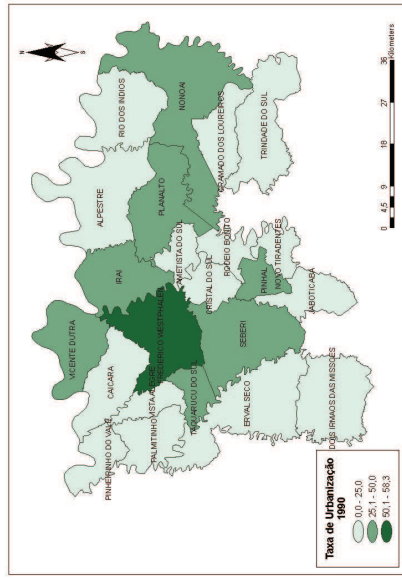 N
S
RIO DOS INDIOS
NONOAI
ALPESTRE
PLANALTO
GRAMADO DOS LOUREIROS
TRINDADE DO SUL
IRAI
VICENTE DUTRA
AMETISTA DO SUL
RODEIO BONITO
CRISTAL DO SUL
FREDERICO WESTPHALEN
CAICARA
PINHEIRINHO DO VALE
PALMITINHO
VISTA ALEGRE
TAQUARUCU DO SUL
SEBERI
PINHAL
NOVO TIRADENTES
JABOTICABA
ERVAL SECO
DOIS IRMAOS DAS MISSÕES
Taxa de Urbanização
1990
0,0 - 25,0
25,1 - 50,0
50,1 - 58,3
0 4,5 9 18 27 36
Kilometers